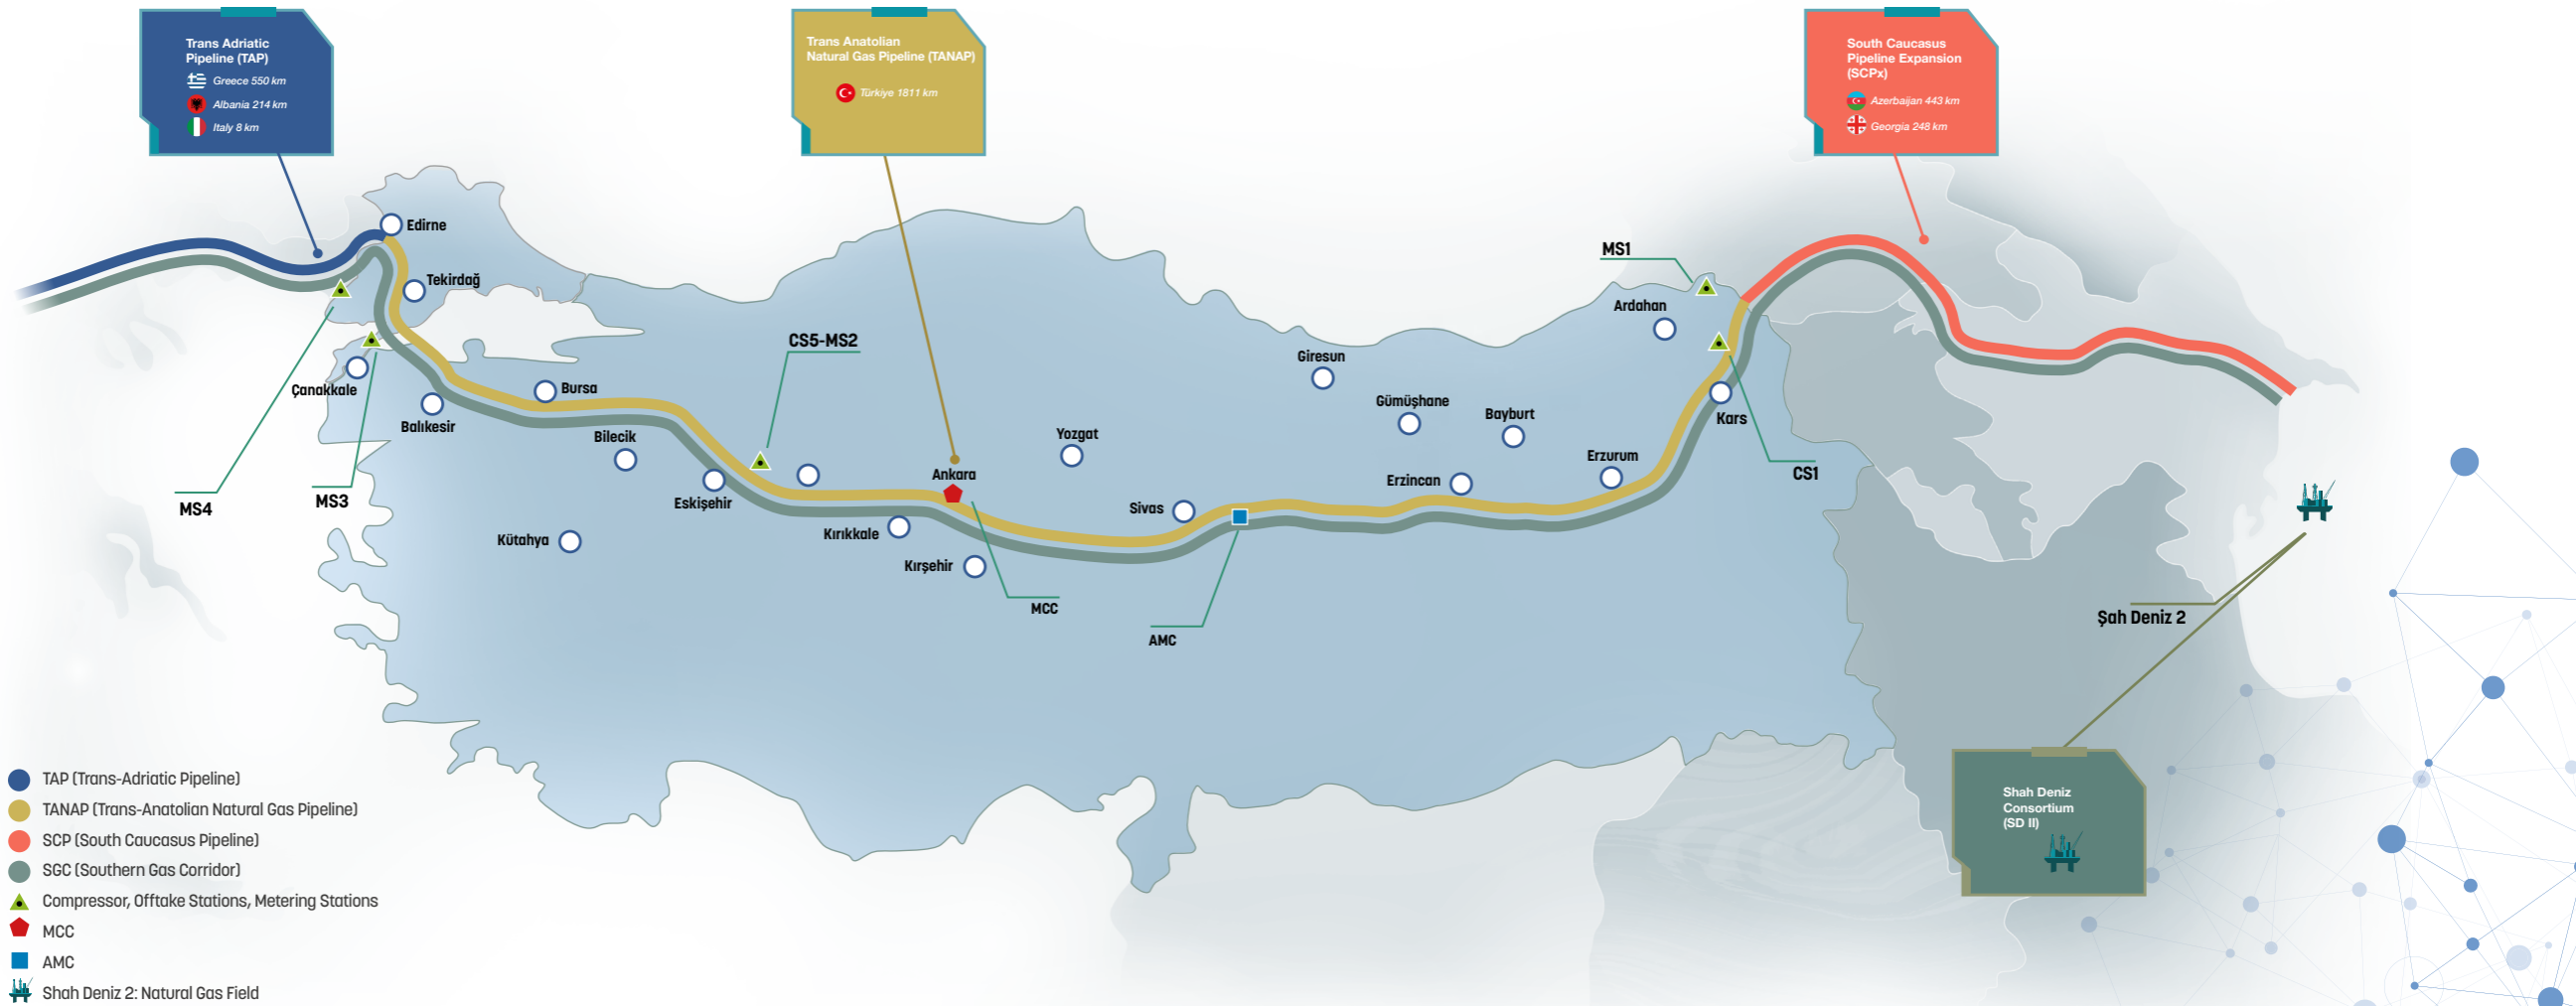 Trans Adriatic
Pipeline (TAP)
Greece 550 km
Albania 214 km
Italy 8 km
Trans Anatolian
Natural Gas Pipeline (TANAP)
Türkiye 1811 km
South Caucasus
Pipeline Expansion
(SCPx)
Azerbaijan 443 km
Georgia 248 km
Edirne
Tekirdağ
MS1
Ardahan
CS5-MS2
Giresun
Çanakkale
Bursa
Balıkesir
Gümüşhane
Bayburt
Kars
Bilecik
Yozgat
Erzurum
Ankara
CS1
Erzincan
MS4
MS3
Eskişehir
Sivas
Kırıkkale
Kütahya
Kırşehir
MCC
AMC
Şah Deniz 2
Shah Deniz
Consortium
(SD II)
TAP (Trans-Adriatic Pipeline)
TANAP (Trans-Anatolian Natural Gas Pipeline)
SCP (South Caucasus Pipeline)
SGC (Southern Gas Corridor)
Compressor, Offtake Stations, Metering Stations
MCC
AMC
Shah Deniz 2: Natural Gas Field